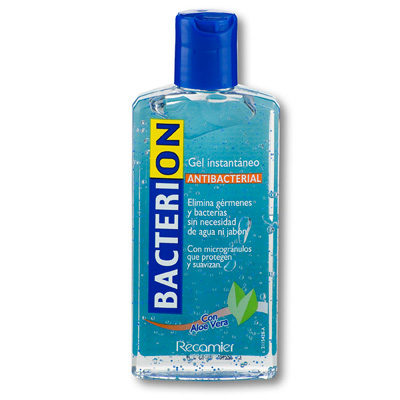 BACTERION
Gel instantáneo
ANTIBACTERIAL
Elimina gérmenes
y bacterias
sin necesidad
de agua ni jabón
Con microgránulos
que protegen
y suavizan.
Con
Aloe Vera
Recamier